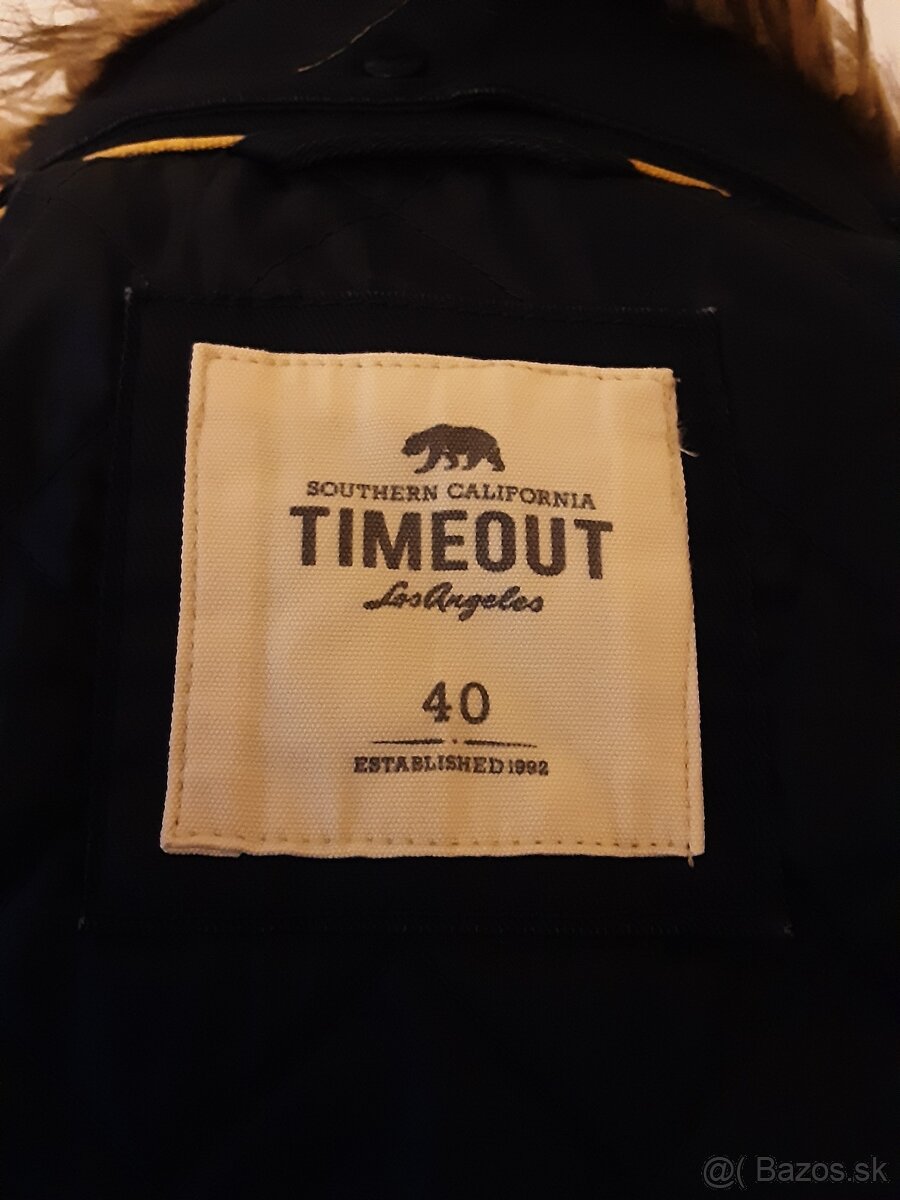 SOUTHERN CALIFORNIA
TIMEOUT
Los Angeles
40
ESTABLISHED 1992
@( Bazos.sk